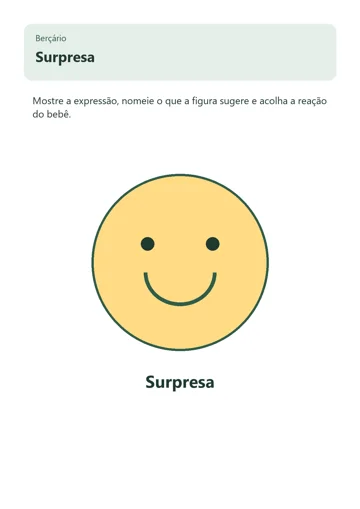 Berçário
Surpresa
Mostre a expressão, nomeie o que a figura sugere e acolha a reação
do bebê.
Surpresa